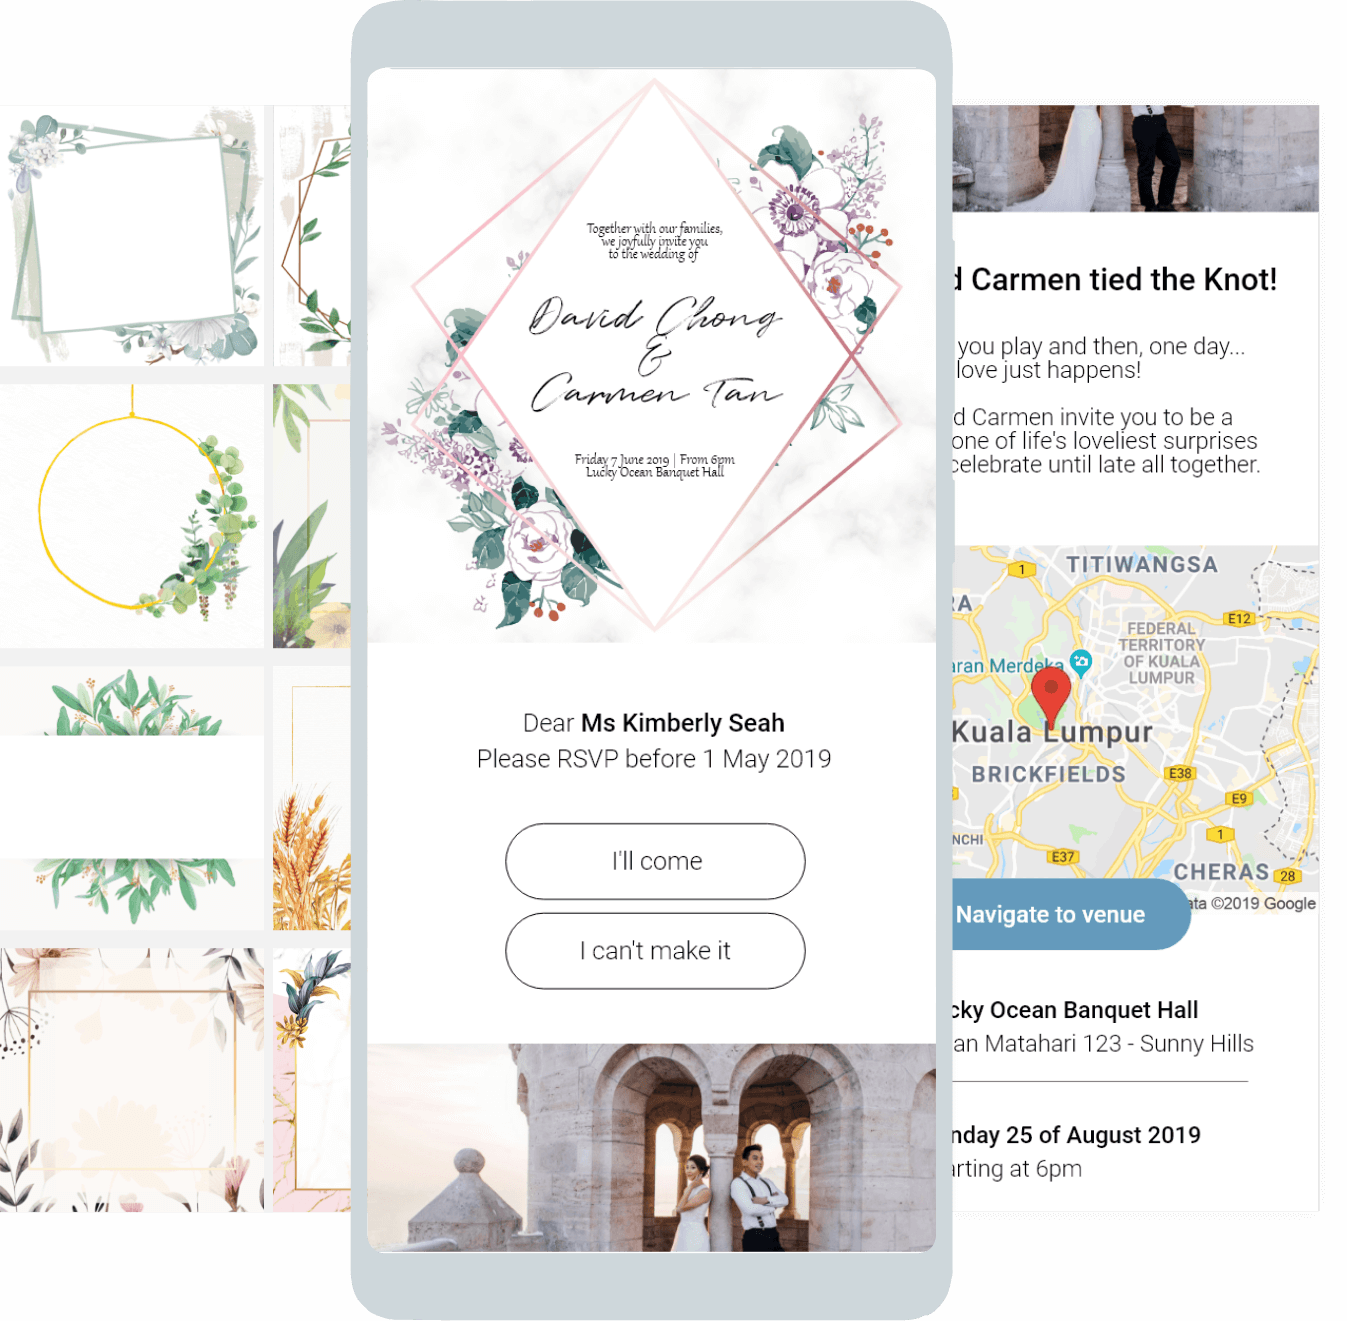 Together with our families,
we joyfully invite you
to the wedding of
David Chong
&
Carmen Tan
Friday 7 June 2019 | From 6pm
Lucky Ocean Banquet Hall
Dear Ms Kimberly Seah
Please RSVP before 1 May 2019
I'll come
I can't make it
d Carmen tied the Knot!
you play and then, one day...
love just happens!
d Carmen invite you to be a
one of life's loveliest surprises
celebrate until late all together.
1
TITIWANGSA
RA
E12
FEDERAL
TERRITORY
OF KUALA
LUMPUR
aran Merdeka
Kuala Lumpur
BRICKFIELDS
E38
E9
1
NCHI
E37
CHERAS
28
ata ©2019 Google
Navigate to venue
cky Ocean Banquet Hall
an Matahari 123 - Sunny Hills
nday 25 of August 2019
arting at 6pm